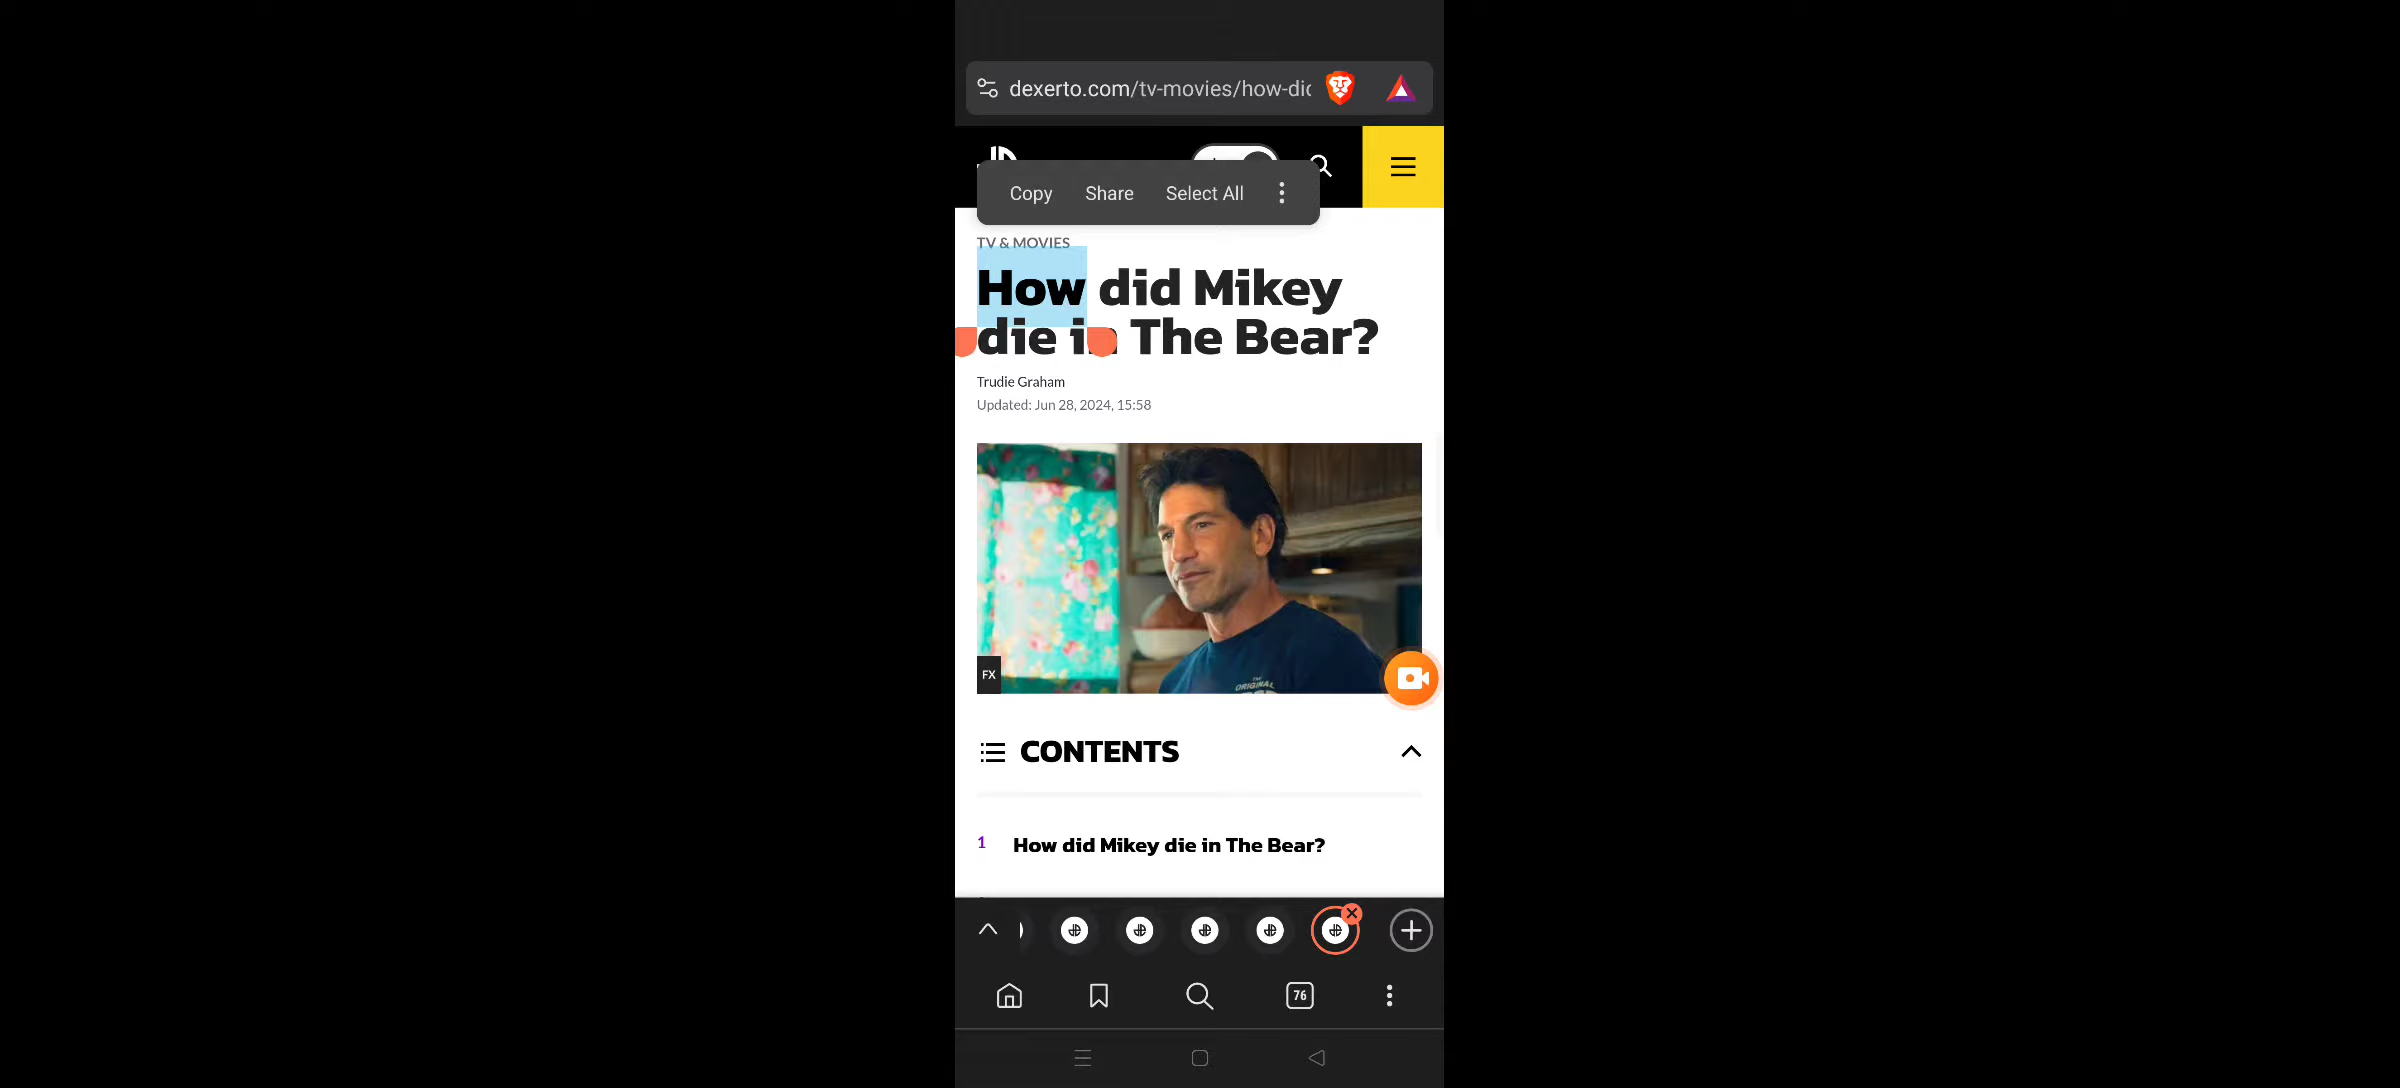 dexerto.com/tv-movies/how-dic
Copy Share Select All
TV & MOVIES
How did Mikey
die in The Bear?
Trudie Graham
Updated: Jun 28, 2024, 15:58
THE
ORIGINAL
FX
CONTENTS
1 How did Mikey die in The Bear?
76